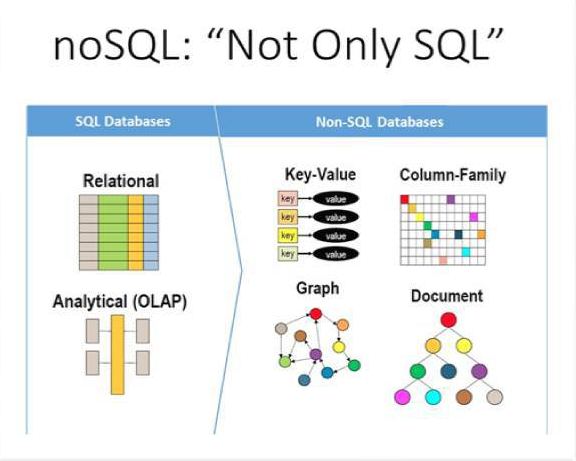 noSQL: “Not Only SQL”
SQL Databases
Non-SQL Databases
Relational
Analytical (OLAP)
Key-Value
key value
key value
key value
key value
Column-Family
Graph
Document